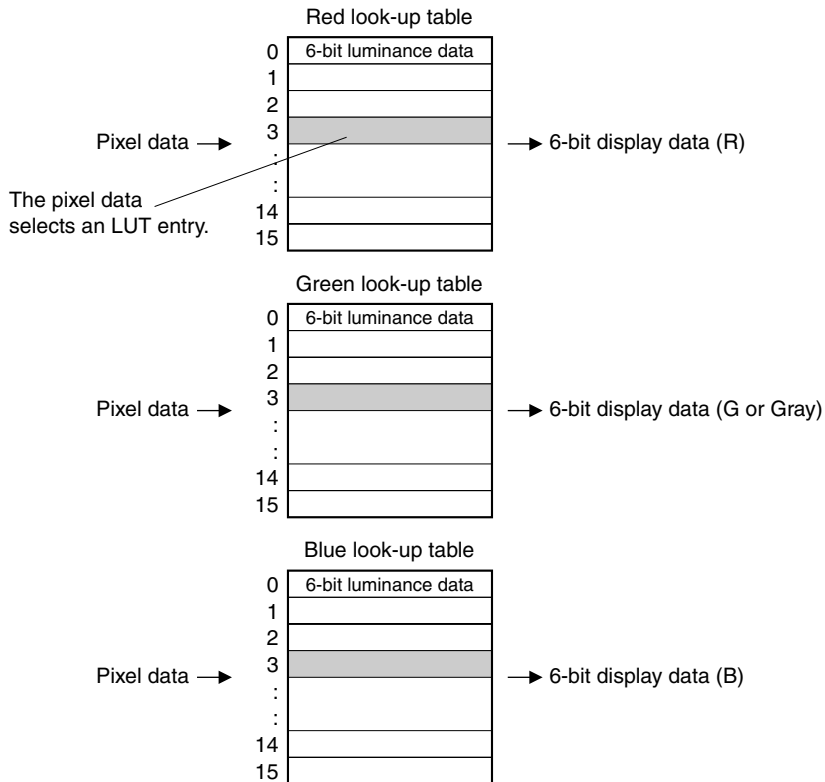 Red look-up table
0 6-bit luminance data
1
2
Pixel data 3 6-bit display data (R)
:
:
The pixel data
selects an LUT entry.
14
15
Green look-up table
0 6-bit luminance data
1
2
Pixel data 3 6-bit display data (G or Gray)
:
:
14
15
Blue look-up table
0 6-bit luminance data
1
2
Pixel data 3 6-bit display data (B)
:
:
14
15